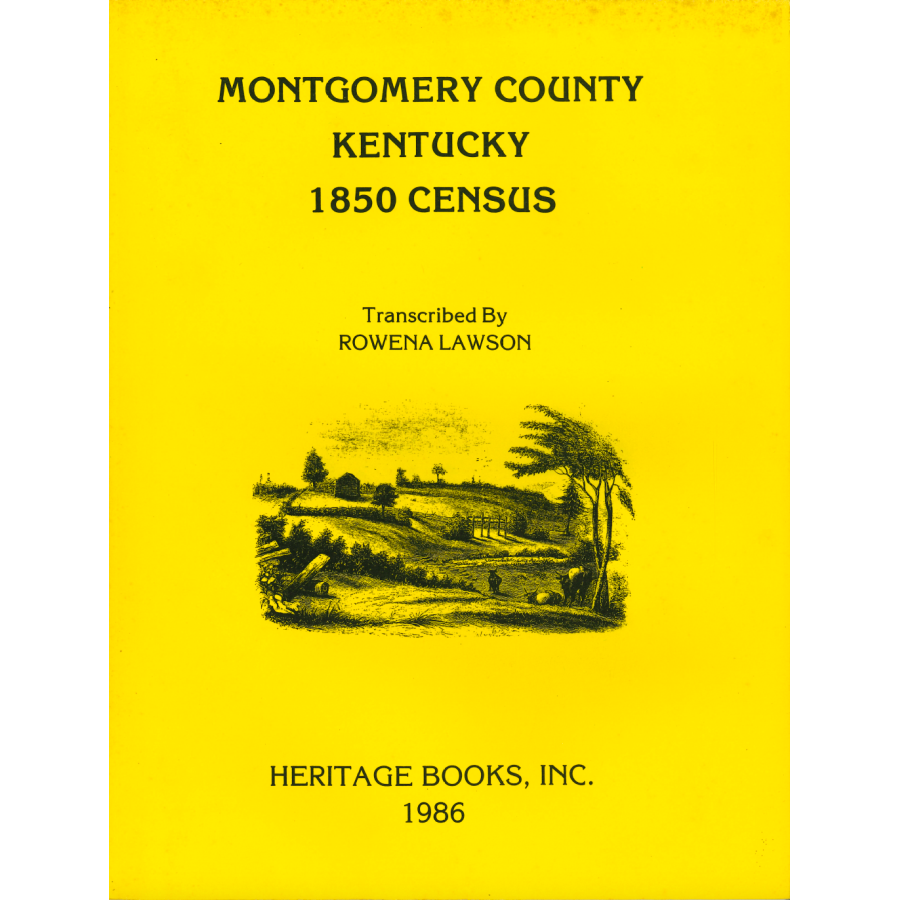 MONTGOMERY COUNTY
KENTUCKY
1850 CENSUS
Transcribed By
ROWENA LAWSON
HERITAGE BOOKS, INC.
1986